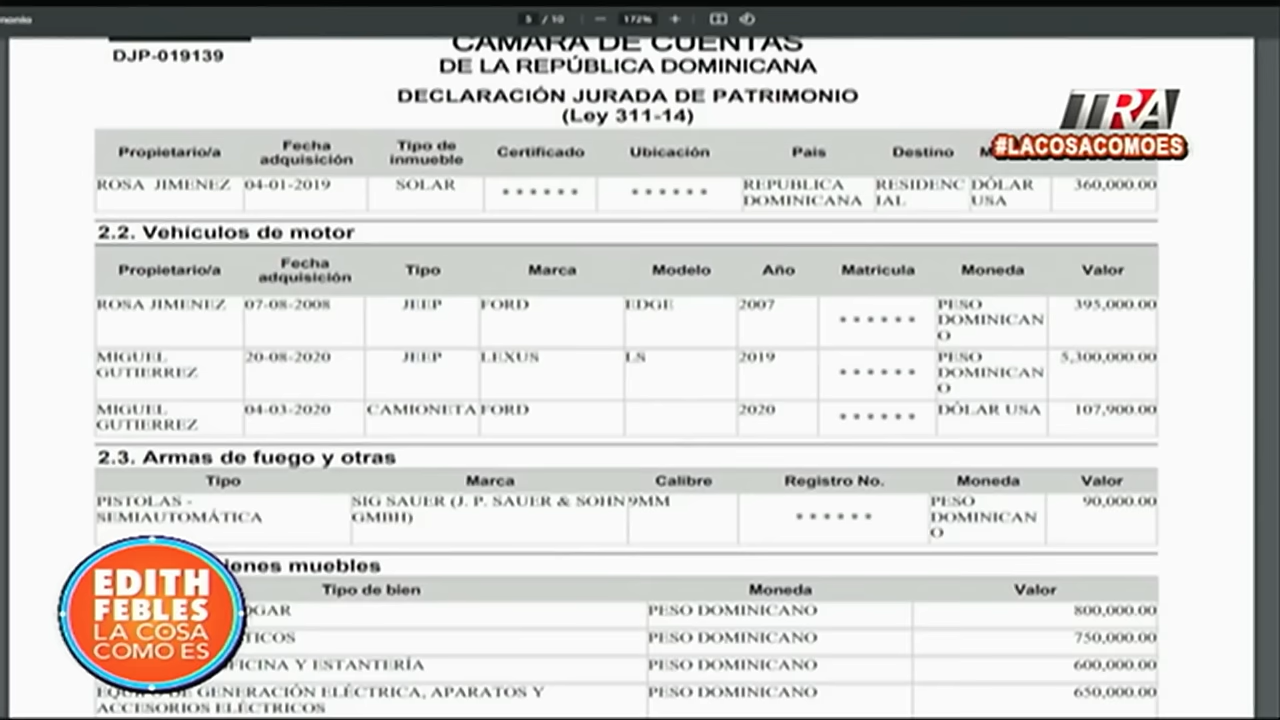 5 / 10 172%
DJP-019139
CÁMARA DE CUENTAS
DE LA REPÚBLICA DOMINICANA
DECLARACIÓN JURADA DE PATRIMONIO
(Ley 311-14)
TRA
#LACOSACOMOES
Propietario/a Fecha adquisición Tipo de inmueble Certificado Ubicación País Destino
ROSA JIMENEZ 04-01-2019 SOLAR ****** ****** REPUBLICA DOMINICANA RESIDENCIAL DÓLAR USA 360,000.00
2.2. Vehículos de motor
Propietario/a Fecha adquisición Tipo Marca Modelo Año Matricula Moneda Valor
ROSA JIMENEZ 07-08-2008 JEEP FORD EDGE 2007 ****** PESO DOMINICANO 395,000.00
MIGUEL GUTIERREZ 20-08-2020 JEEP LEXUS LS 2019 ****** PESO DOMINICANO 5,300,000.00
MIGUEL GUTIERREZ 04-03-2020 CAMIONETA FORD 2020 ****** DÓLAR USA 107,900.00
2.3. Armas de fuego y otras
Tipo Marca Calibre Registro No. Moneda Valor
PISTOLAS - SEMIAUTOMÁTICA SIG SAUER (J. P. SAUER & SOHN GMBH) 9MM ****** PESO DOMINICANO 90,000.00
ienes muebles
Tipo de bien Moneda Valor
OGAR PESO DOMINICANO 800,000.00
TICOS PESO DOMINICANO 750,000.00
FICINA Y ESTANTERÍA PESO DOMINICANO 600,000.00
DE GENERACIÓN ELÉCTRICA, APARATOS Y ACCESORIOS ELÉCTRICOS PESO DOMINICANO 650,000.00
EDITH
FEBLES
LA COSA
COMO ES